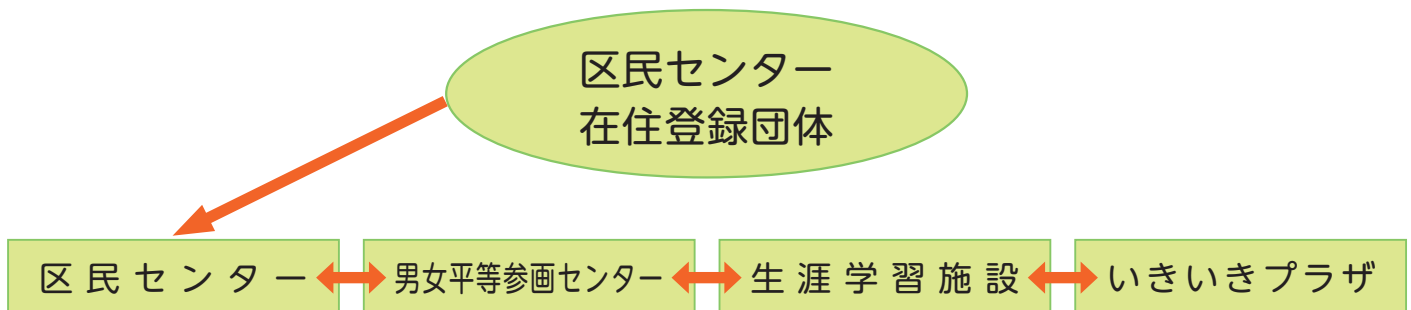 区民センター
在住登録団体
区民センター
男女平等参画センター
生涯学習施設
いきいきプラザ